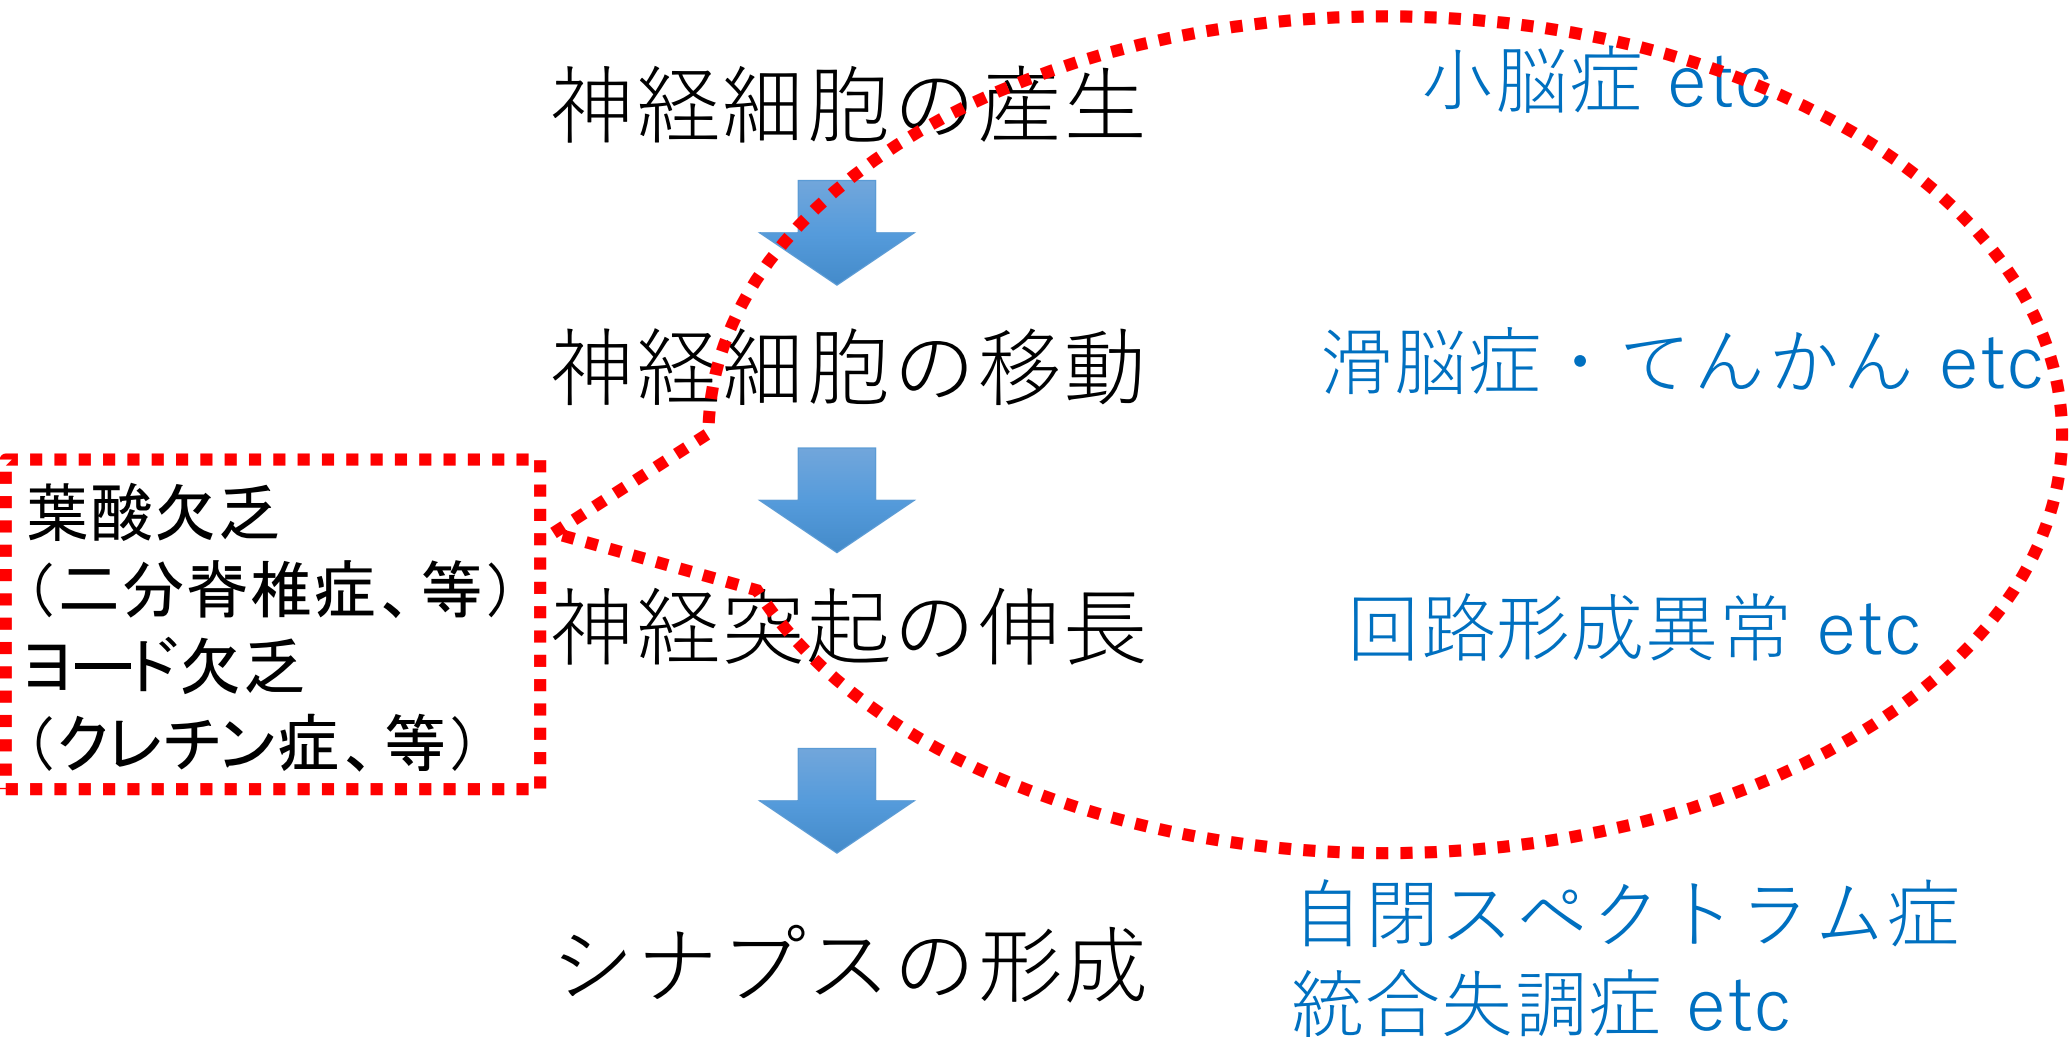 神経細胞の産生
小脳症 etc
神経細胞の移動
滑脳症・てんかん etc
葉酸欠乏
（二分脊椎症、等）
ヨード欠乏
（クレチン症、等）
神経突起の伸長
回路形成異常 etc
シナプスの形成
自閉スペクトラム症
統合失調症 etc